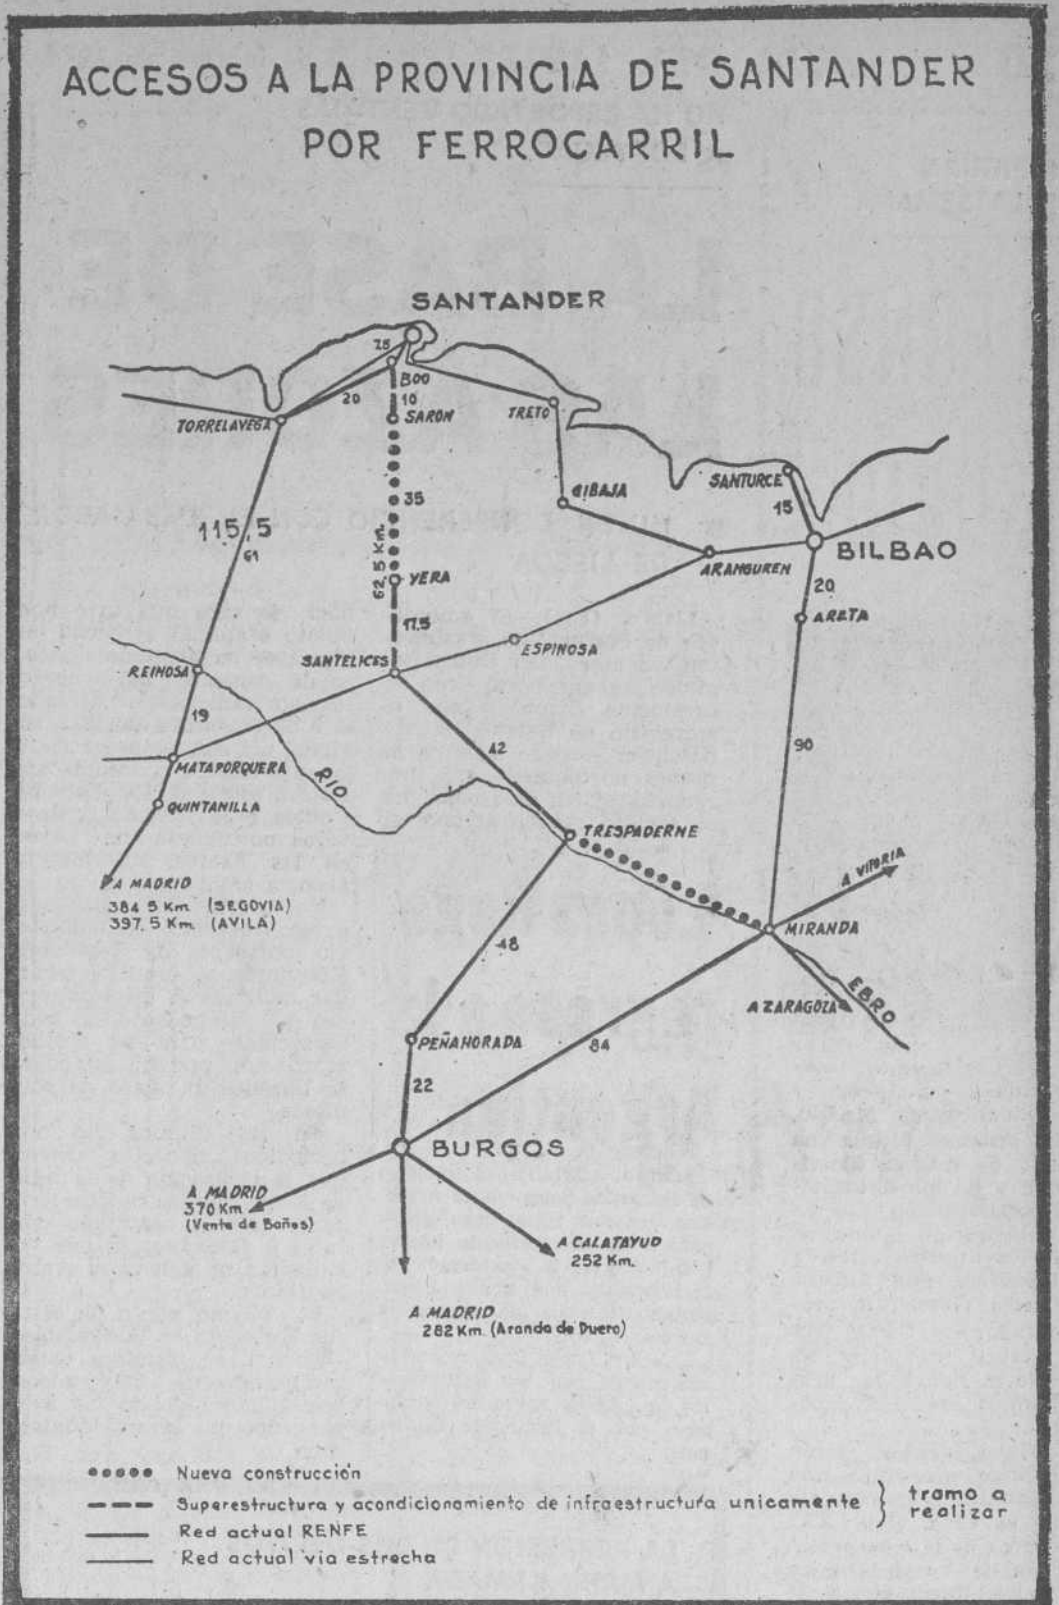 ACCESOS A LA PROVINCIA DE SANTANDER
POR FERROCARRIL
SANTANDER
7.5
BOO
20
10
TORRELAVEGA
SARON
TRETO
35
GIBAJA
SANTURCE
15
115,5
61
62,5 Km.
BILBAO
ARANGUREN
YERA
20
ARETA
17.5
ESPINOSA
SANTELICES
REINOSA
19
42
90
MATAPORQUERA
RIO
QUINTANILLA
TRESPADERNE
A VITORIA
A MADRID
384 5 Km. (SEGOVIA)
397,5 Km. (AVILA)
MIRANDA
48
EBRO
A ZARAGOZA
PEÑAHORADA
84
22
BURGOS
A MADRID
370 Km
(Venta de Baños)
A CALATAYUD
252 Km.
A MADRID
282 Km. (Aranda de Duero)
Nueva construcción
Superestructura y acondicionamiento de infraestructura unicamente } tramo a
realizar
Red actual RENFE
Red actual via estrecha